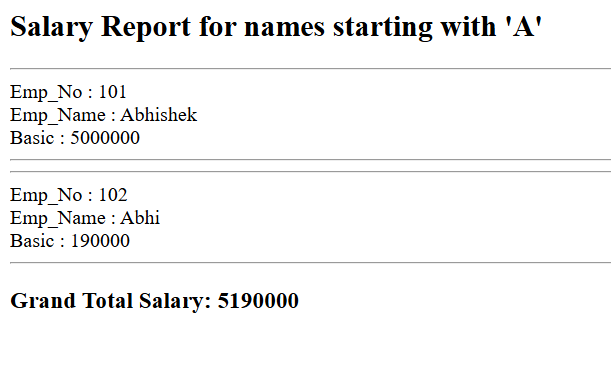 Salary Report for names starting with 'A'
Emp_No : 101
Emp_Name : Abhishek
Basic : 5000000
Emp_No : 102
Emp_Name : Abhi
Basic : 190000
Grand Total Salary: 5190000